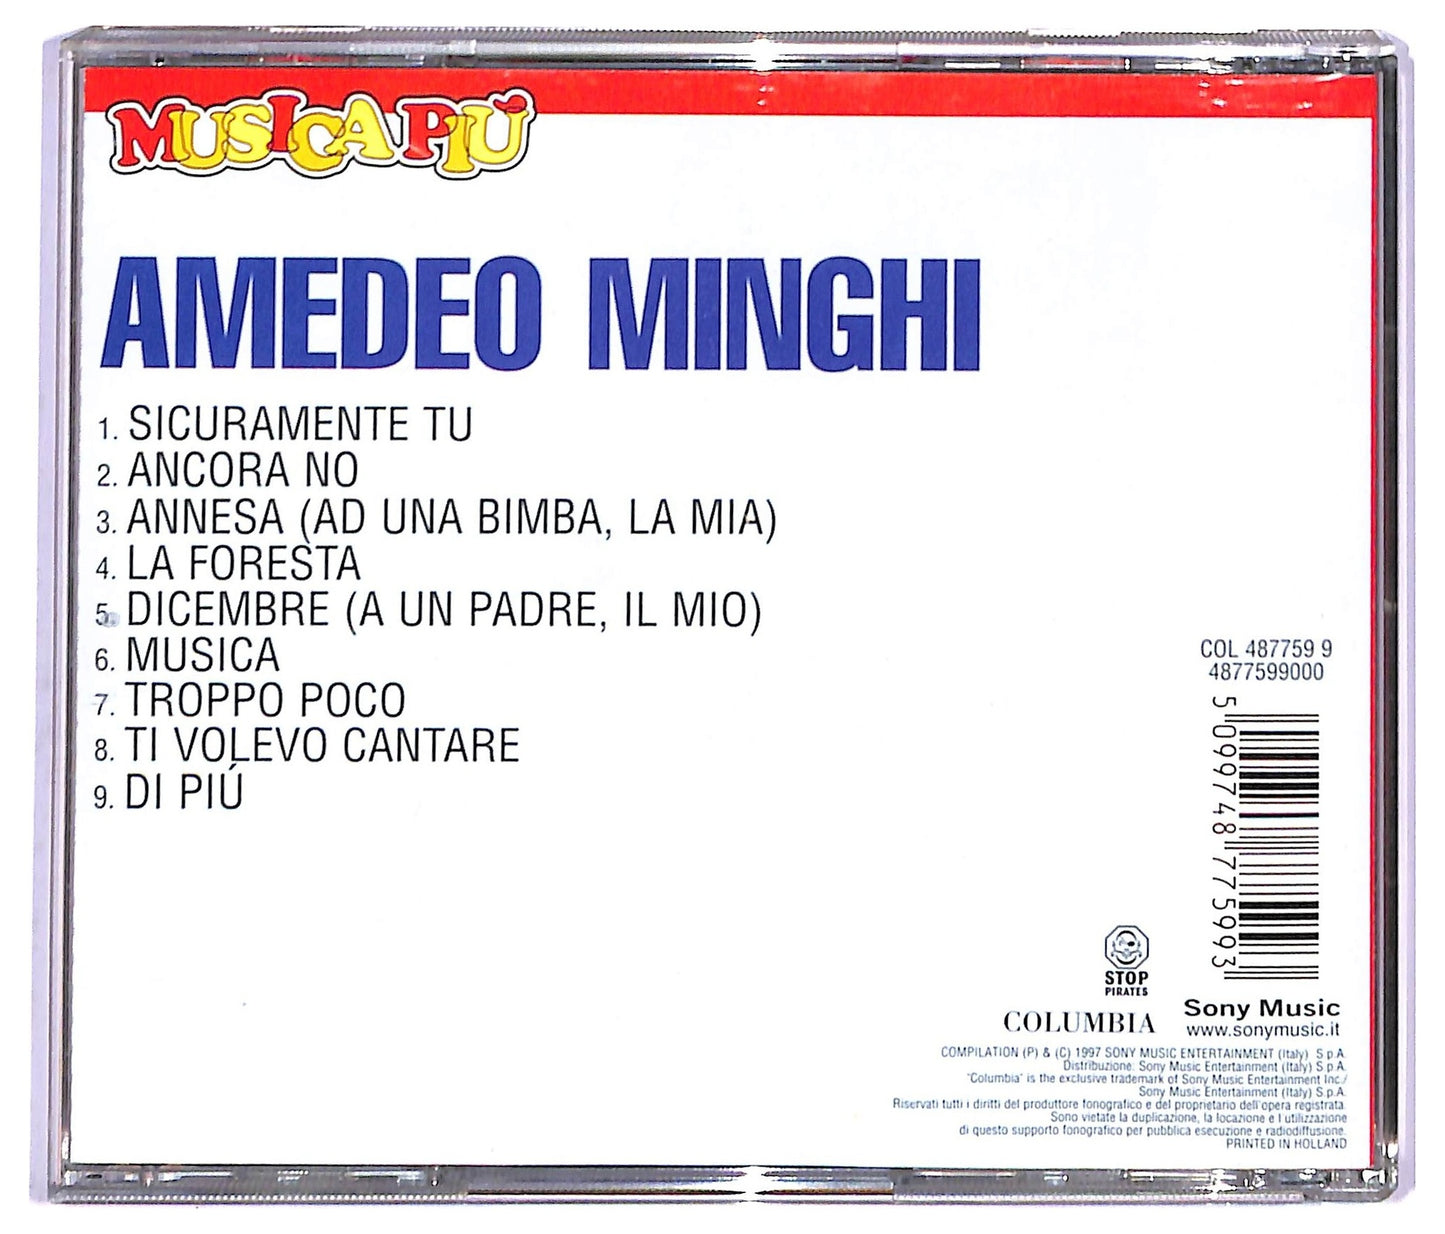 MUSICA PIÙ
AMEDEO MINGHI
1. SICURAMENTE TU
2. ANCORA NO
3. ANNESA (AD UNA BIMBA, LA MIA)
4. LA FORESTA
5. DICEMBRE (A UN PADRE, IL MIO)
6. MUSICA
7. TROPPO POCO
8. TI VOLEVO CANTARE
9. DI PIÚ
COL 487759 9
4877599000
5 099748 775993
STOP
PIRATES
COLUMBIA
Sony Music
www.sonymusic.it
COMPILATION (P) & (C) 1997 SONY MUSIC ENTERTAINMENT (Italy) S.p.A.
Distribuzione: Sony Music Entertainment (Italy) S.p.A.
"Columbia" is the exclusive trademark of Sony Music Entertainment Inc./
Sony Music Entertainment (Italy) S.p.A.
Riservati tutti i diritti del produttore fonografico e del proprietario dell'opera registrata.
Sono vietate la duplicazione, la locazione e l'utilizzazione
di questo supporto fonografico per pubblica esecuzione e radiodiffusione.
PRINTED IN HOLLAND